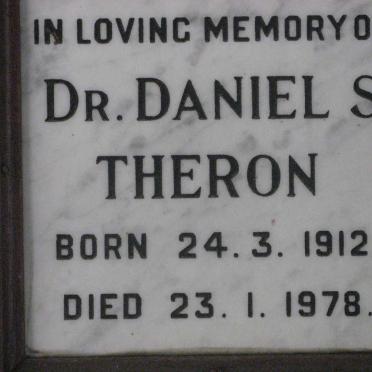 IN LOVING MEMORY O
DR. DANIEL S
THERON
BORN 24.3.1912
DIED 23.1.1978.